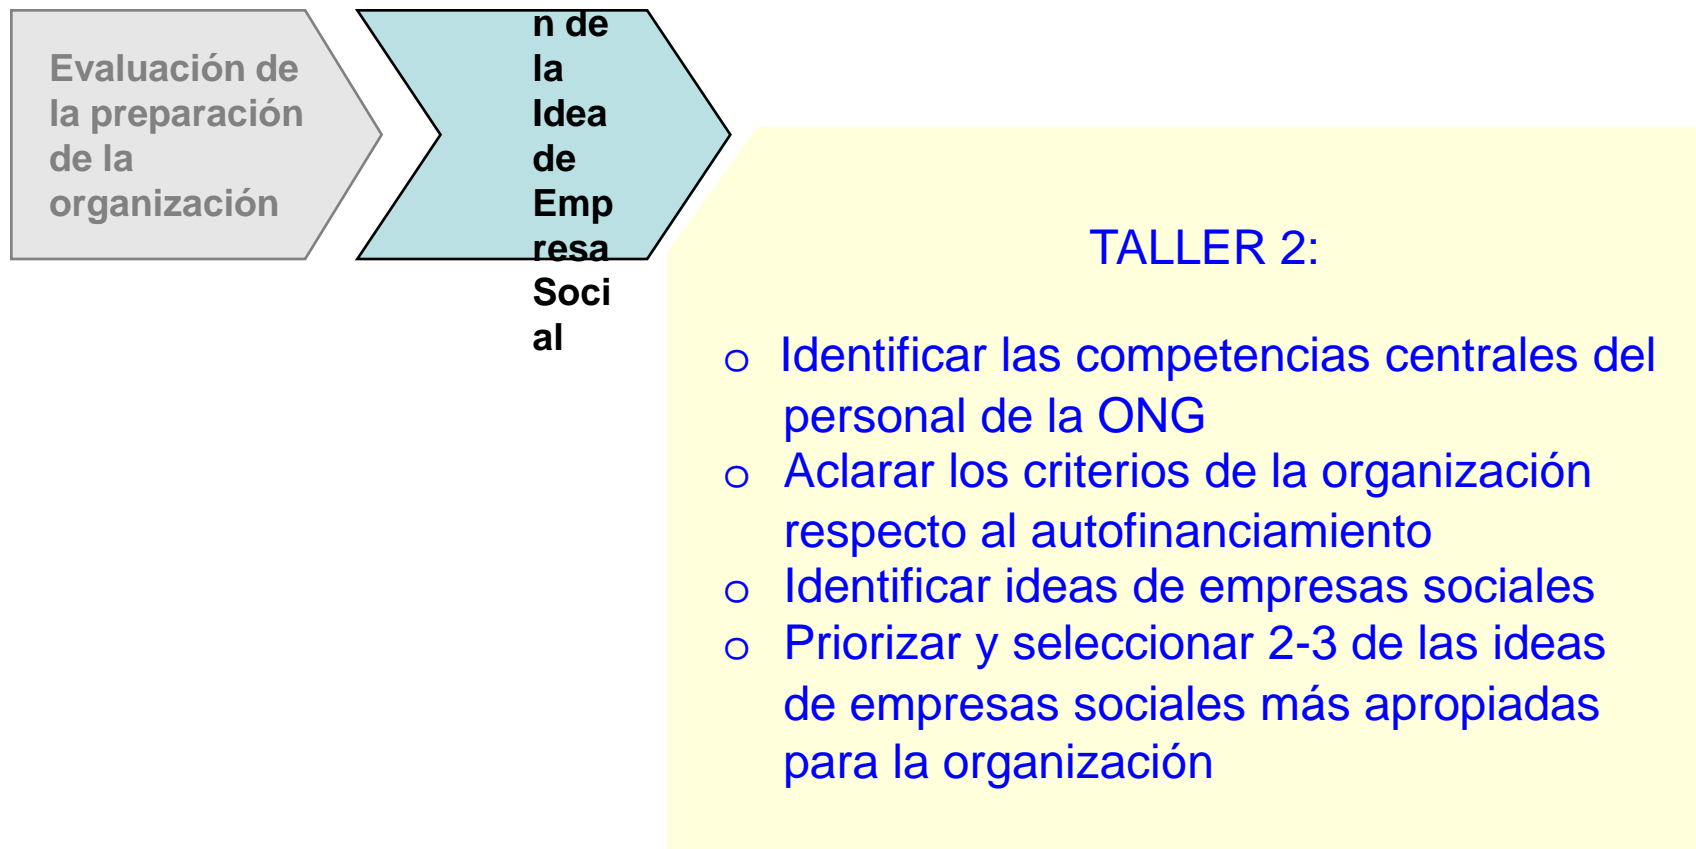 Evaluación de
la preparación
de la
organización
n de
la
Idea
de
Emp
resa
Soci
al
TALLER 2:
o Identificar las competencias centrales del
personal de la ONG
o Aclarar los criterios de la organización
respecto al autofinanciamiento
o Identificar ideas de empresas sociales
o Priorizar y seleccionar 2-3 de las ideas
de empresas sociales más apropiadas
para la organización